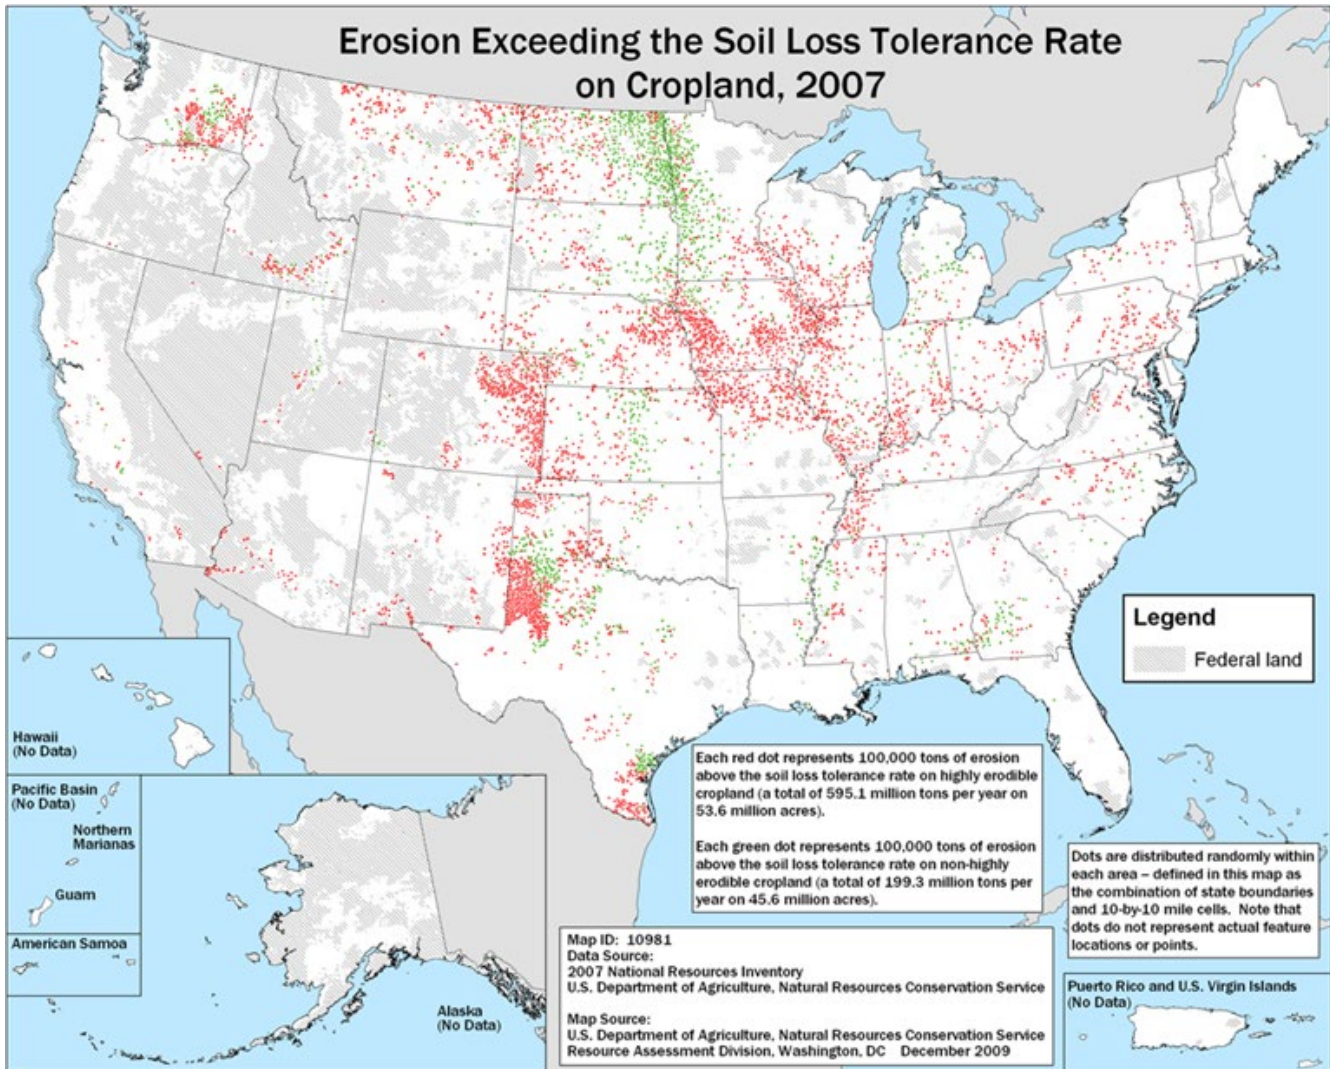 Erosion Exceeding the Soil Loss Tolerance Rate
on Cropland, 2007
Legend
Federal land
Hawaii
(No Data)
Pacific Basin
(No Data)
Northern
Marianas
Guam
American Samoa
Alaska
(No Data)
Each red dot represents 100,000 tons of erosion
above the soil loss tolerance rate on highly erodible
cropland (a total of 595.1 million tons per year on
53.6 million acres).
Each green dot represents 100,000 tons of erosion
above the soil loss tolerance rate on non-highly
erodible cropland (a total of 199.3 million tons per
year on 45.6 million acres).
Dots are distributed randomly within
each area – defined in this map as
the combination of state boundaries
and 10-by-10 mile cells. Note that
dots do not represent actual feature
locations or points.
Map ID: 10981
Data Source:
2007 National Resources Inventory
U.S. Department of Agriculture, Natural Resources Conservation Service
Map Source:
U.S. Department of Agriculture, Natural Resources Conservation Service
Resource Assessment Division, Washington, DC December 2009
Puerto Rico and U.S. Virgin Islands
(No Data)